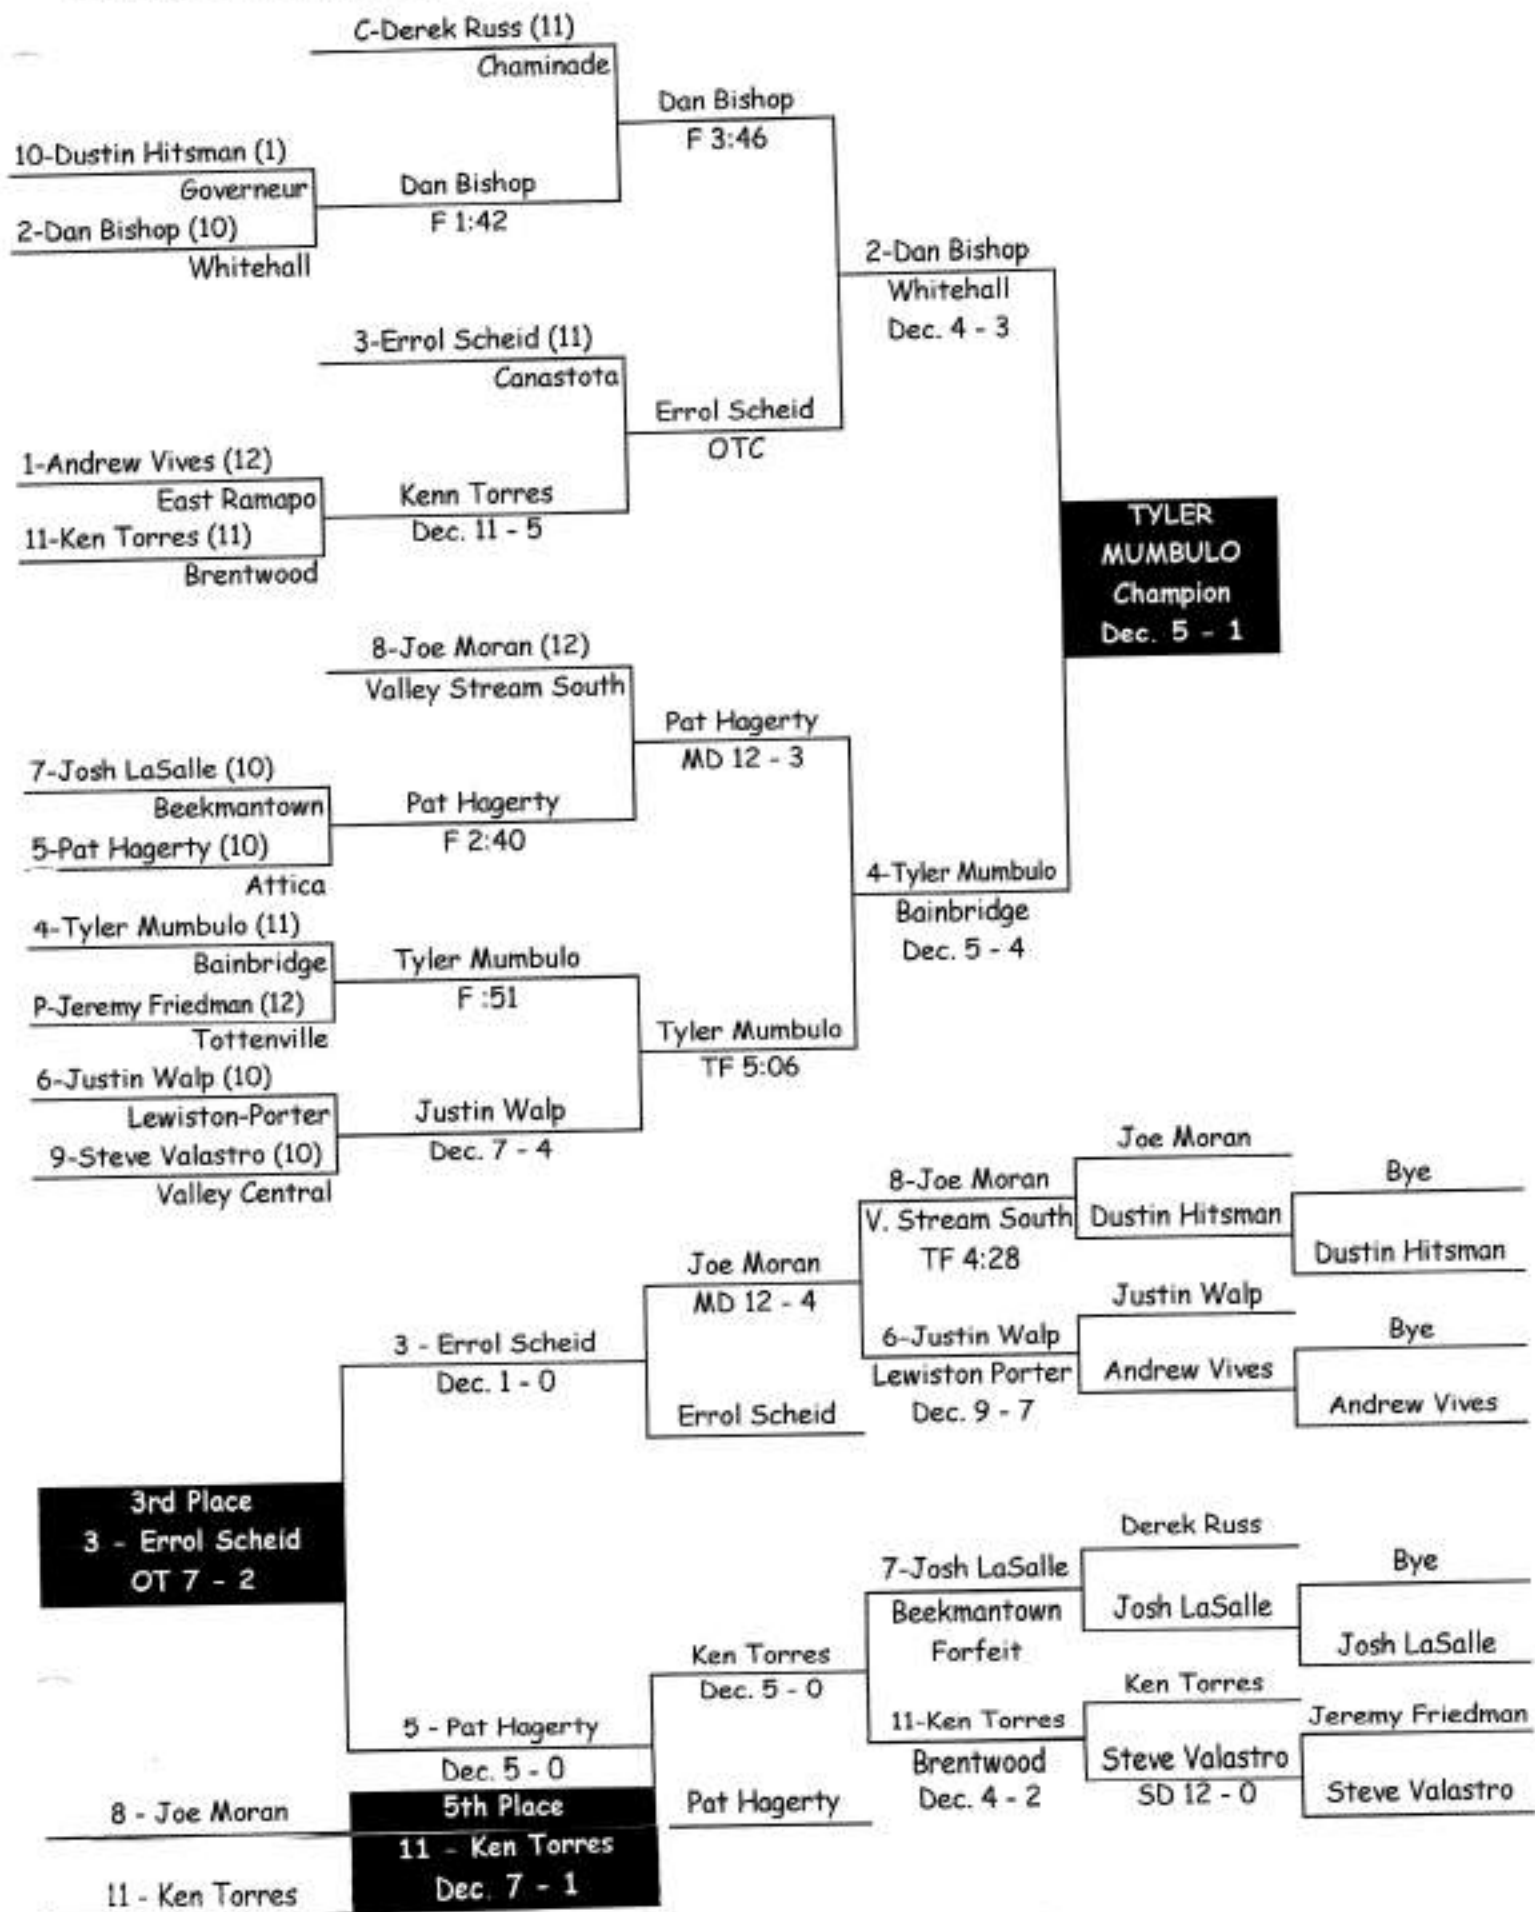 C-Derek Russ (11)
Chaminade
Dan Bishop
F 3:46
10-Dustin Hitsman (1)
Governeur
Dan Bishop
F 1:42
2-Dan Bishop (10)
Whitehall
2-Dan Bishop
Whitehall
Dec. 4 - 3
3-Errol Scheid (11)
Canastota
Errol Scheid
OTC
1-Andrew Vives (12)
East Ramapo
Kenn Torres
Dec. 11 - 5
11-Ken Torres (11)
Brentwood
TYLER
MUMBULO
Champion
Dec. 5 - 1
8-Joe Moran (12)
Valley Stream South
Pat Hagerty
MD 12 - 3
7-Josh LaSalle (10)
Beekmantown
Pat Hagerty
F 2:40
5-Pat Hagerty (10)
Attica
4-Tyler Mumbulo
Bainbridge
Dec. 5 - 4
4-Tyler Mumbulo (11)
Bainbridge
Tyler Mumbulo
F :51
P-Jeremy Friedman (12)
Tottenville
Tyler Mumbulo
TF 5:06
6-Justin Walp (10)
Lewiston-Porter
Justin Walp
Dec. 7 - 4
9-Steve Valastro (10)
Valley Central
Joe Moran
Bye
8-Joe Moran
V. Stream South
TF 4:28
Dustin Hitsman
Dustin Hitsman
Joe Moran
MD 12 - 4
Justin Walp
Bye
6-Justin Walp
Lewiston Porter
Dec. 9 - 7
Andrew Vives
Andrew Vives
3 - Errol Scheid
Dec. 1 - 0
Errol Scheid
3rd Place
3 - Errol Scheid
OT 7 - 2
Derek Russ
Bye
7-Josh LaSalle
Beekmantown
Forfeit
Josh LaSalle
Josh LaSalle
Ken Torres
Dec. 5 - 0
Ken Torres
Jeremy Friedman
11-Ken Torres
Brentwood
Dec. 4 - 2
Steve Valastro
SD 12 - 0
Steve Valastro
5 - Pat Hagerty
Dec. 5 - 0
Pat Hagerty
8 - Joe Moran
5th Place
11 - Ken Torres
Dec. 7 - 1
11 - Ken Torres